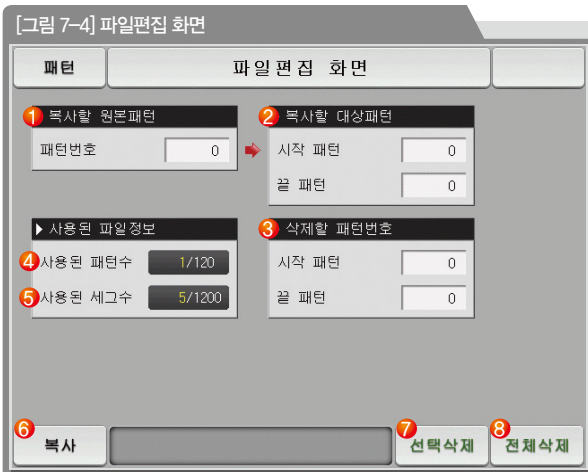 [그림 7-4] 파일편집 화면
패턴 파일편집 화면
1 복사할 원본패턴
패턴번호 0
2 복사할 대상패턴
시작 패턴 0
끝 패턴 0
▶ 사용된 파일정보
4 사용된 패턴수 1/120
5 사용된 세그수 5/1200
3 삭제할 패턴번호
시작 패턴 0
끝 패턴 0
6 복사
7 선택삭제
8 전체삭제